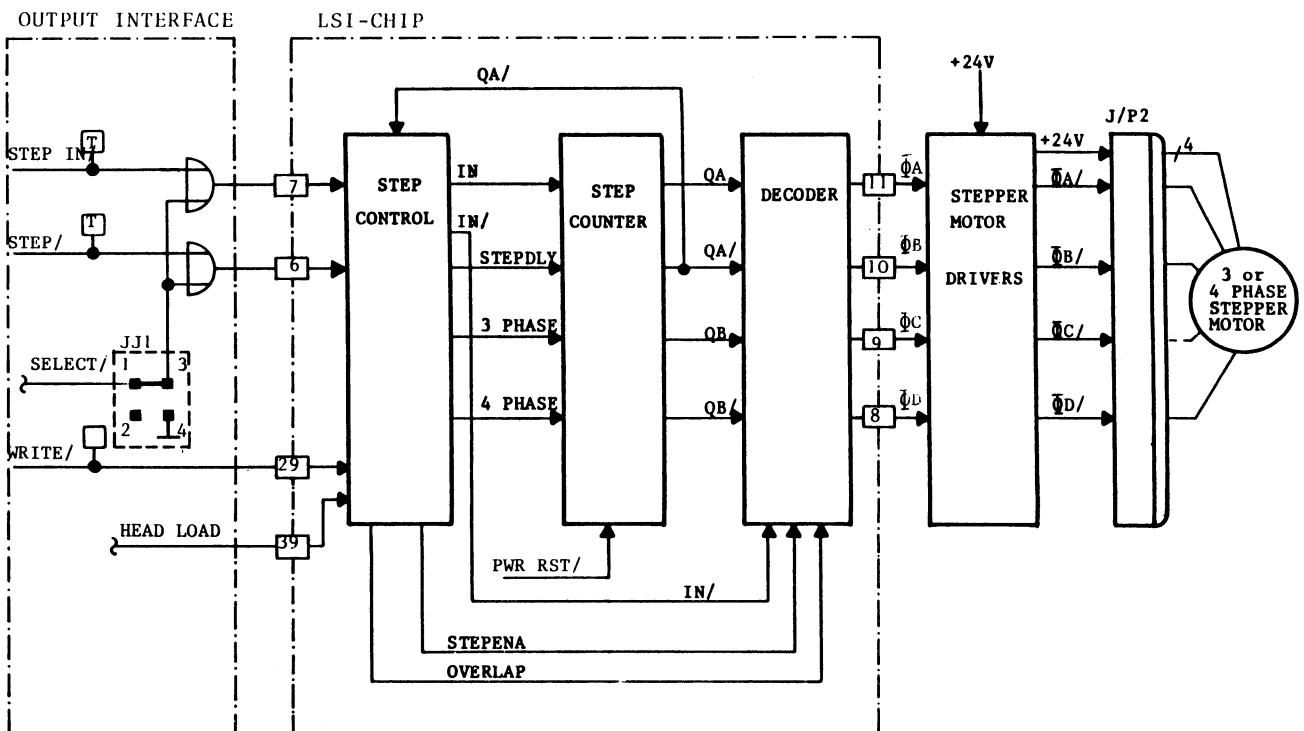 OUTPUT INTERFACE
LSI-CHIP
+24V
QA/
J/P2
T
STEP IN/
+24V
4
7
STEP
CONTROL
IN
STEP
COUNTER
QA
DECODER
11
ΦA
STEPPER
MOTOR
DRIVERS
ΦA/
IN/
T
STEP/
6
STEPDLY
QA/
10
ΦB
ΦB/
3 or
4 PHASE
STEPPER
MOTOR
3 PHASE
QB
9
ΦC
ΦC/
JJ1
SELECT/
1
3
2
4
4 PHASE
QB/
8
ΦD
ΦD/
WRITE/
29
HEAD LOAD
39
PWR RST/
IN/
STEPENA
OVERLAP